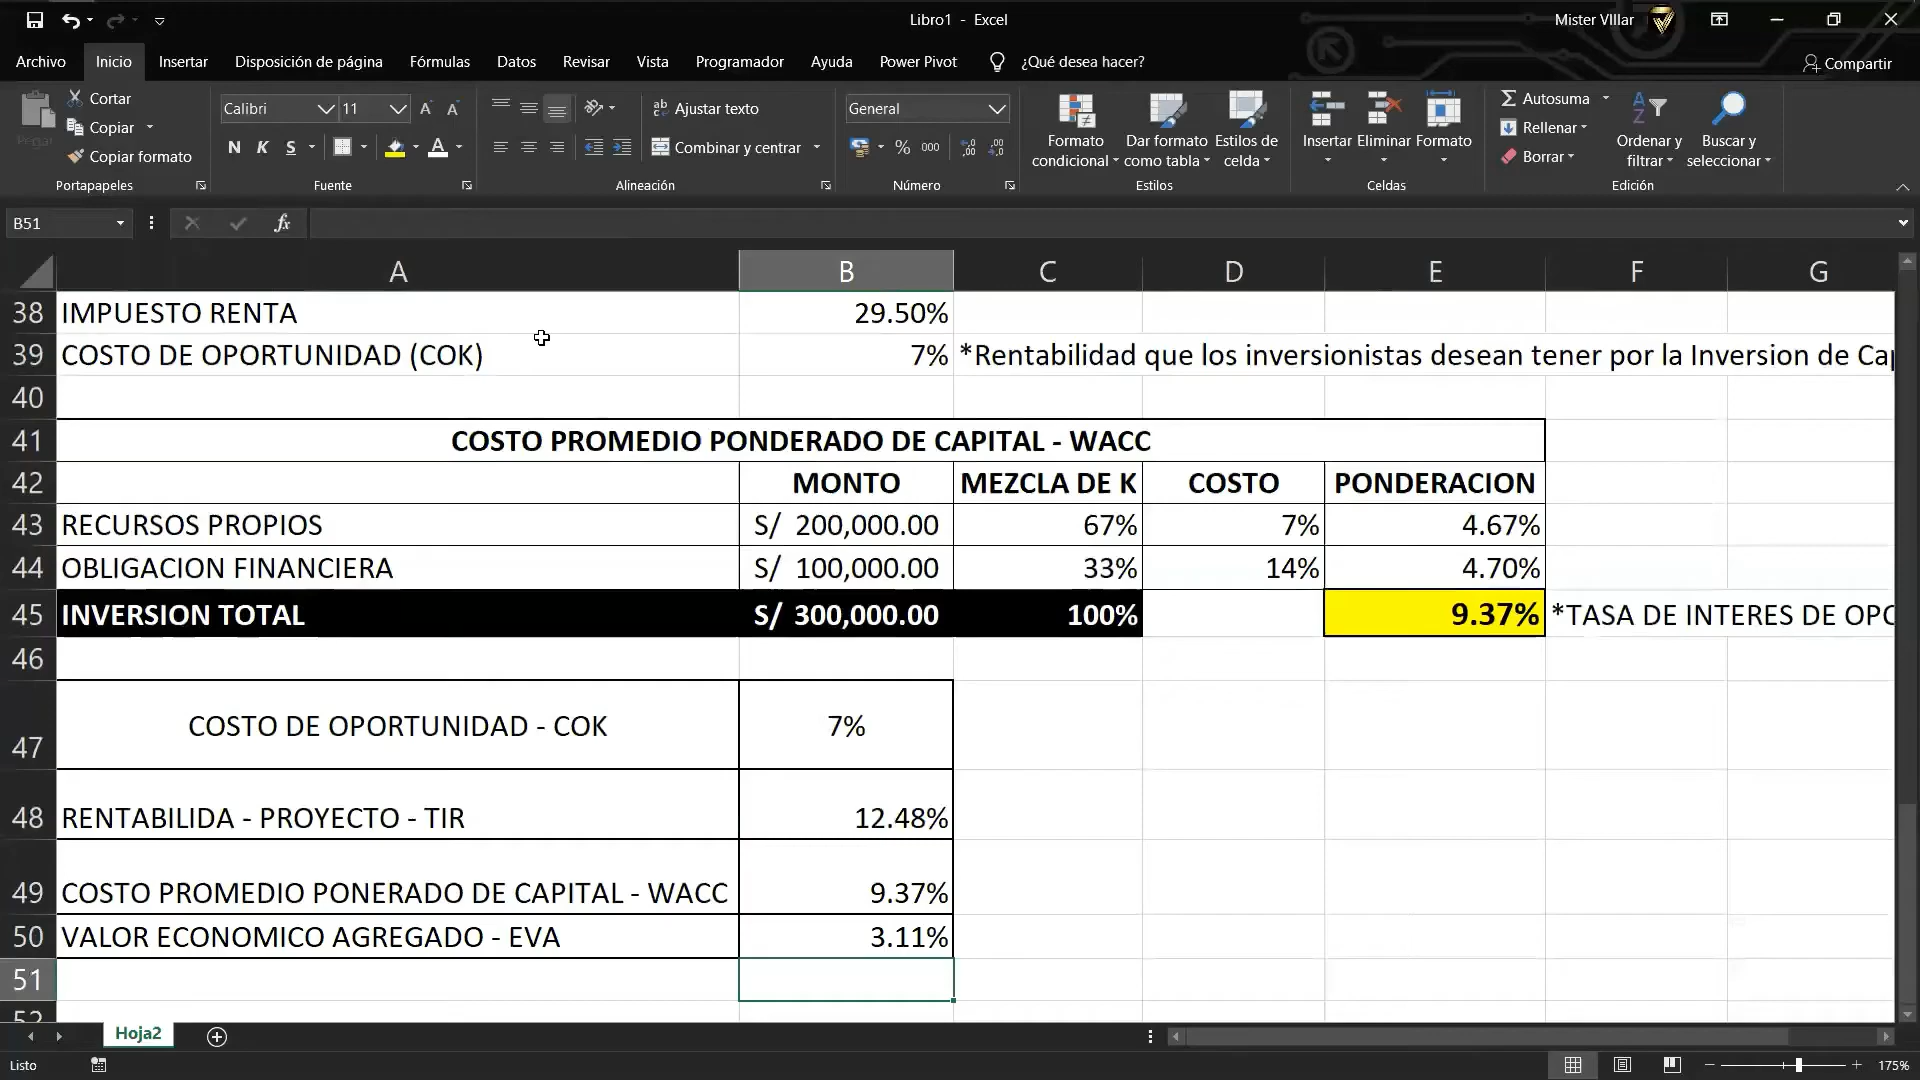 Libro1 - Excel
Mister VIllar
Archivo Inicio Insertar Disposición de página Fórmulas Datos Revisar Vista Programador Ayuda Power Pivot ¿Qué desea hacer? Compartir
Pegar
Cortar
Copiar
Copiar formato
Portapapeles
Calibri 11
N K S
Fuente
Ajustar texto
Combinar y centrar
Alineación
General
% 000
Número
Formato condicional
Dar formato como tabla
Estilos de celda
Estilos
Insertar Eliminar Formato
Celdas
Autosuma
Rellenar
Borrar
Ordenar y filtrar
Buscar y seleccionar
Edición
B51 fx
A B C D E F G
38 IMPUESTO RENTA 29.50%
39 COSTO DE OPORTUNIDAD (COK) 7% *Rentabilidad que los inversionistas desean tener por la Inversion de Cap
40
41 COSTO PROMEDIO PONDERADO DE CAPITAL - WACC
42 MONTO MEZCLA DE K COSTO PONDERACION
43 RECURSOS PROPIOS S/ 200,000.00 67% 7% 4.67%
44 OBLIGACION FINANCIERA S/ 100,000.00 33% 14% 4.70%
45 INVERSION TOTAL S/ 300,000.00 100% 9.37% *TASA DE INTERES DE OPC
46
47 COSTO DE OPORTUNIDAD - COK 7%
48 RENTABILIDA - PROYECTO - TIR 12.48%
49 COSTO PROMEDIO PONERADO DE CAPITAL - WACC 9.37%
50 VALOR ECONOMICO AGREGADO - EVA 3.11%
51
52
Hoja2
Listo 175%